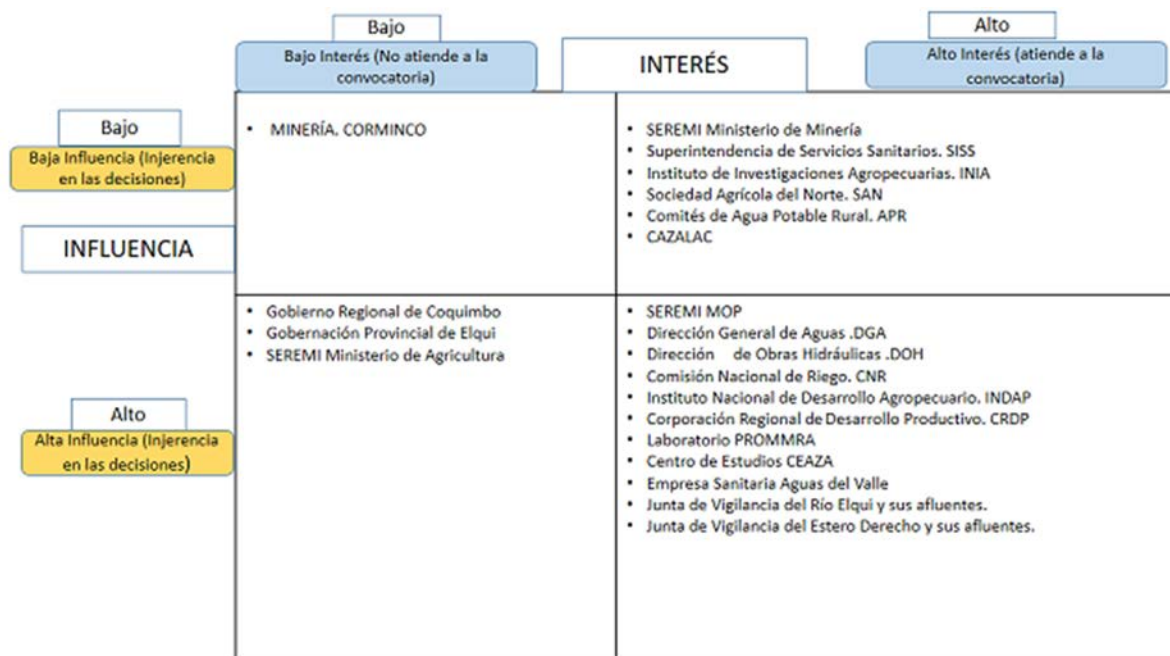 Bajo
Bajo Interés (No atiende a la
convocatoria)
INTERÉS
Alto
Alto Interés (atiende a la
convocatoria)
Bajo
Baja Influencia (Injerencia
en las decisiones)
INFLUENCIA
• MINERÍA. CORMINCO
• SEREMI Ministerio de Minería
• Superintendencia de Servicios Sanitarios. SISS
• Instituto de Investigaciones Agropecuarias. INIA
• Sociedad Agrícola del Norte. SAN
• Comités de Agua Potable Rural. APR
• CAZALAC
Alto
Alta Influencia (Injerencia
en las decisiones)
• Gobierno Regional de Coquimbo
• Gobernación Provincial de Elqui
• SEREMI Ministerio de Agricultura
• SEREMI MOP
• Dirección General de Aguas .DGA
• Dirección de Obras Hidráulicas .DOH
• Comisión Nacional de Riego. CNR
• Instituto Nacional de Desarrollo Agropecuario. INDAP
• Corporación Regional de Desarrollo Productivo. CRDP
• Laboratorio PROMMRA
• Centro de Estudios CEAZA
• Empresa Sanitaria Aguas del Valle
• Junta de Vigilancia del Río Elqui y sus afluentes.
• Junta de Vigilancia del Estero Derecho y sus afluentes.